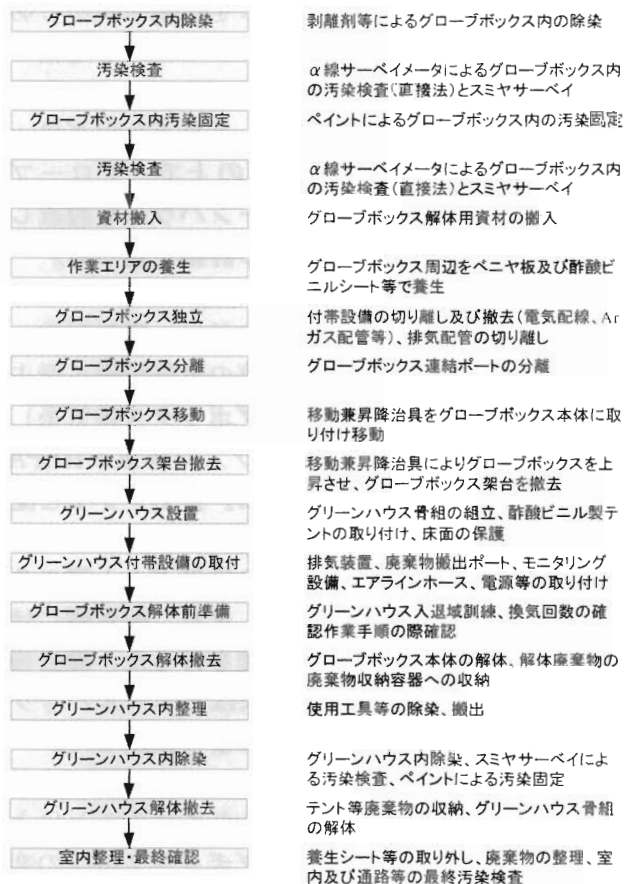 グローブボックス内除染
剥離剤等によるグローブボックス内の除染
汚染検査
α線サーベイメータによるグローブボックス内
の汚染検査(直接法)とスミヤサーベイ
グローブボックス内汚染固定
ペイントによるグローブボックス内の汚染固定
汚染検査
α線サーベイメータによるグローブボックス内
の汚染検査(直接法)とスミヤサーベイ
資材搬入
グローブボックス解体用資材の搬入
作業エリアの養生
グローブボックス周辺をベニヤ板及び酢酸ビ
ニルシート等で養生
グローブボックス独立
付帯設備の切り離し及び撤去(電気配線、Ar
ガス配管等)、排気配管の切り離し
グローブボックス分離
グローブボックス連結ポートの分離
グローブボックス移動
移動兼昇降治具をグローブボックス本体に取
り付け移動
グローブボックス架台撤去
移動兼昇降治具によりグローブボックスを上
昇させ、グローブボックス架台を撤去
グリーンハウス設置
グリーンハウス骨組の組立、酢酸ビニル製テ
ントの取り付け、床面の保護
グリーンハウス付帯設備の取付
排気装置、廃棄物搬出ポート、モニタリング
設備、エアラインホース、電源等の取り付け
グローブボックス解体前準備
グリーンハウス入退域訓練、換気回数の確
認作業手順の際確認
グローブボックス解体撤去
グローブボックス本体の解体、解体廃棄物の
廃棄物収納容器への収納
グリーンハウス内整理
使用工具等の除染、搬出
グリーンハウス内除染
グリーンハウス内除染、スミヤサーベイによ
る汚染検査、ペイントによる汚染固定
グリーンハウス解体撤去
テント等廃棄物の収納、グリーンハウス骨組
の解体
室内整理・最終確認
養生シート等の取り外し、廃棄物の整理、室
内及び通路等の最終汚染検査